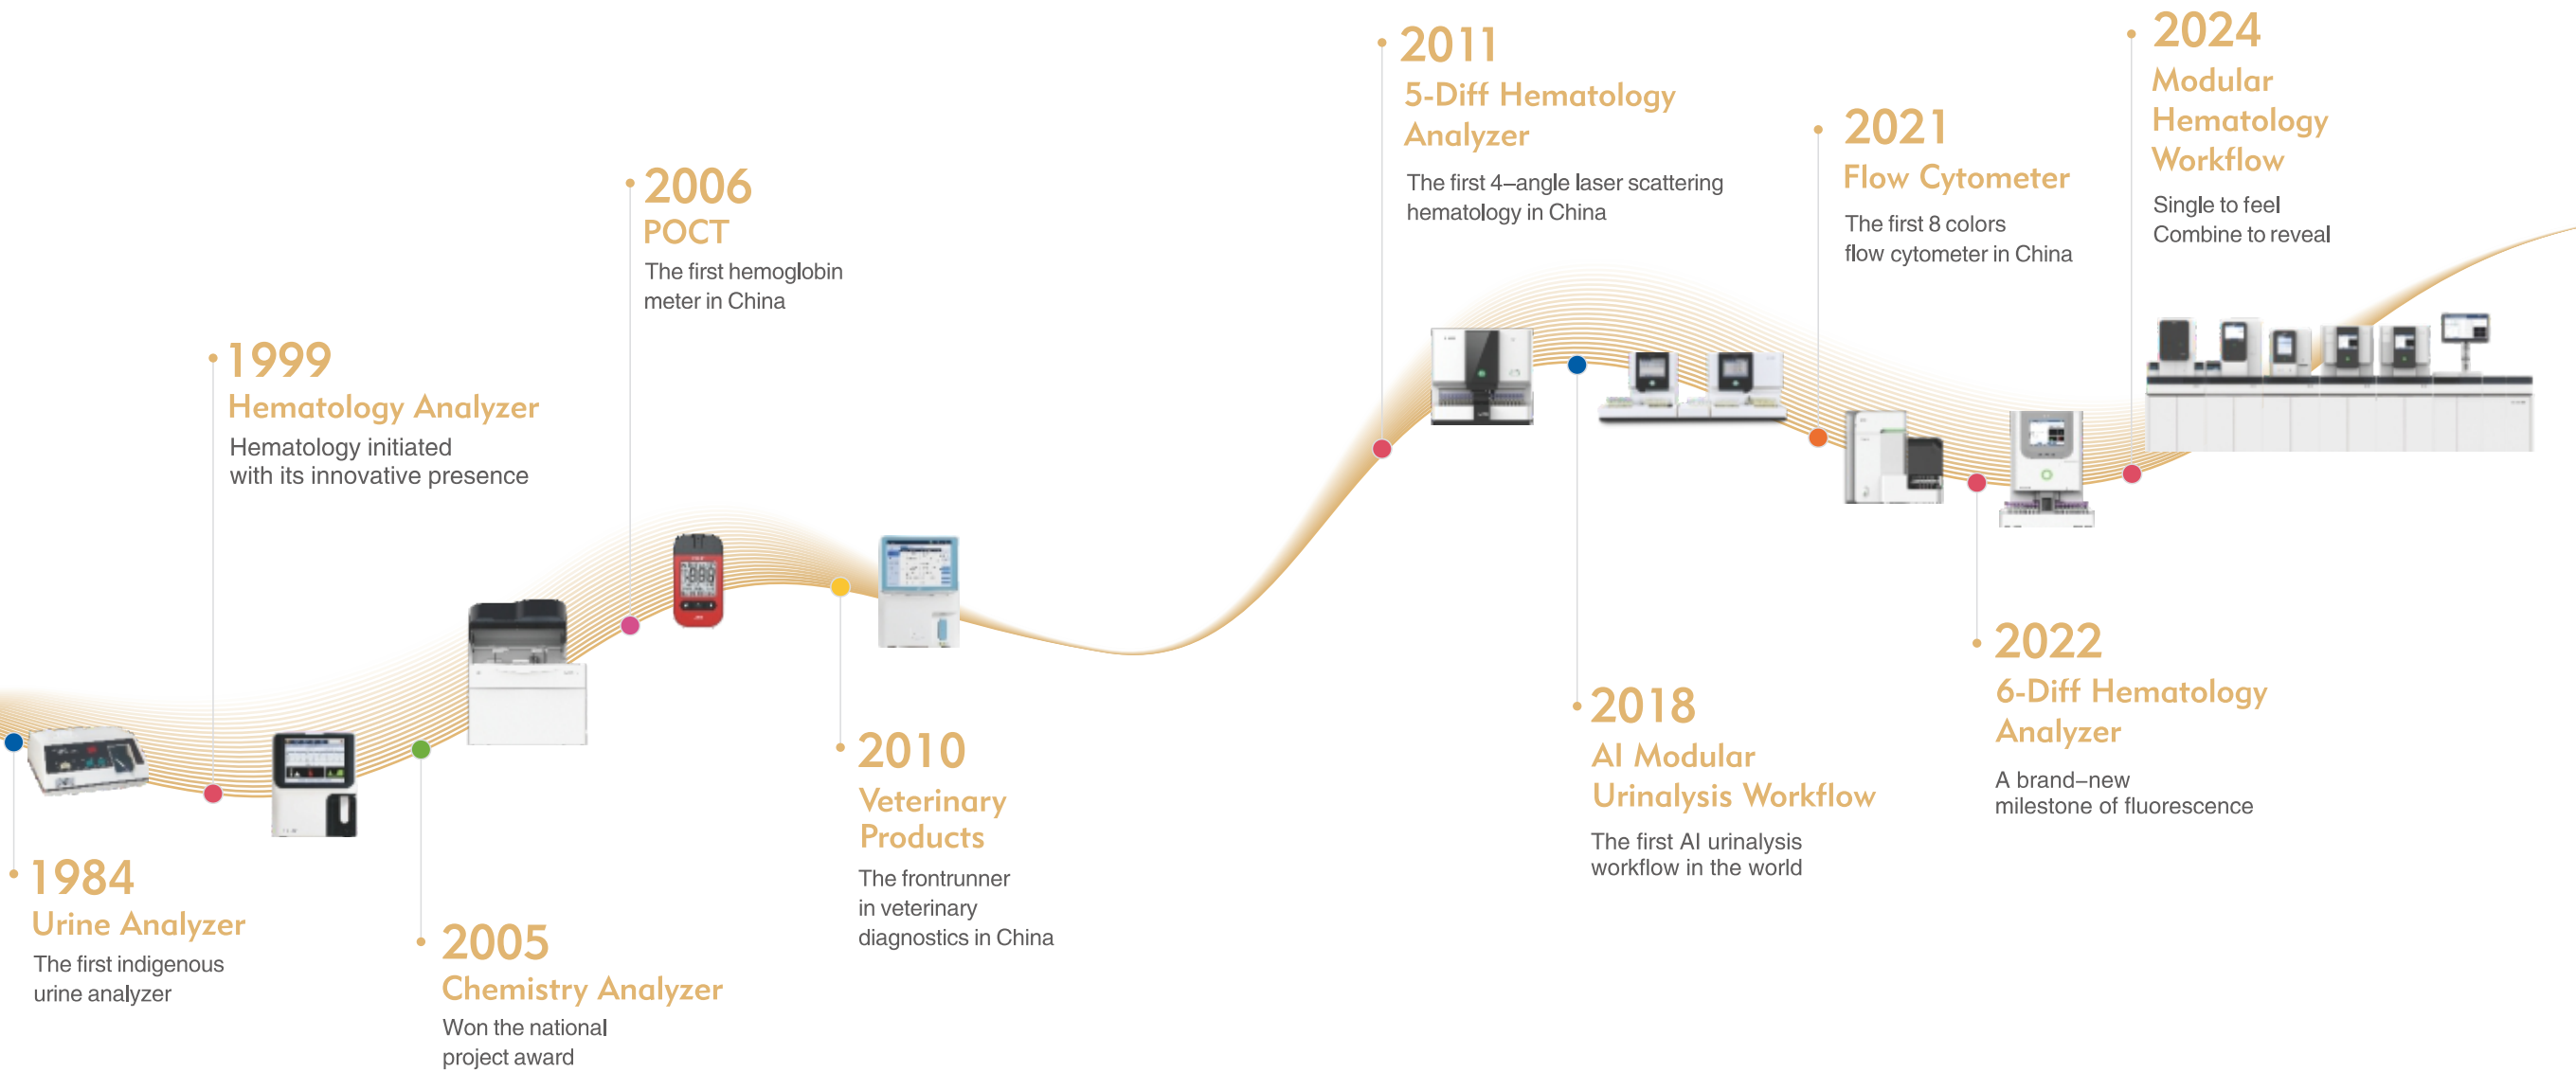 1984
Urine Analyzer
The first indigenous
urine analyzer
1999
Hematology Analyzer
Hematology initiated
with its innovative presence
2005
Chemistry Analyzer
Won the national
project award
2006
POCT
The first hemoglobin
meter in China
2010
Veterinary
Products
The frontrunner
in veterinary
diagnostics in China
2011
5-Diff Hematology
Analyzer
The first 4–angle laser scattering
hematology in China
2018
AI Modular
Urinalysis Workflow
The first AI urinalysis
workflow in the world
2021
Flow Cytometer
The first 8 colors
flow cytometer in China
2022
6-Diff Hematology
Analyzer
A brand–new
milestone of fluorescence
2024
Modular
Hematology
Workflow
Single to feel
Combine to reveal